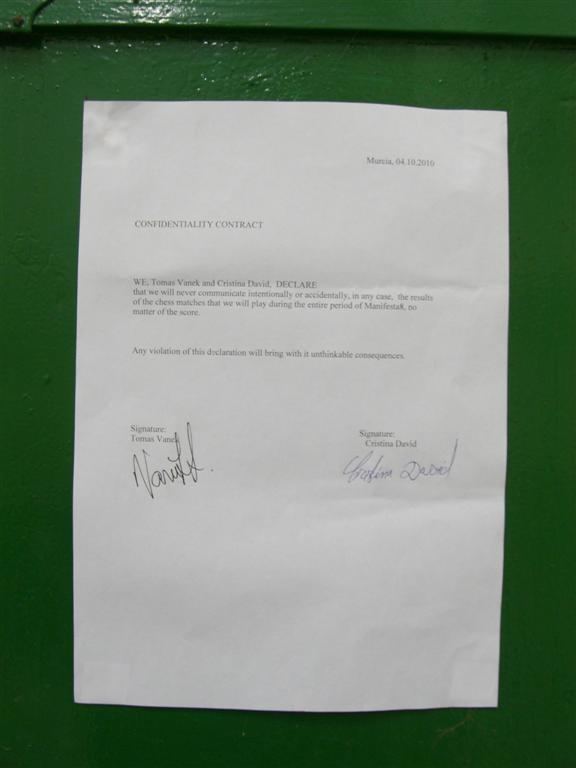 Murcia, 04.10.2010
CONFIDENTIALITY CONTRACT
WE, Tomas Vanek and Cristina David, DECLARE
that we will never communicate intentionally or accidentally, in any case, the results
of the chess matches that we will play during the entire period of Manifesta8, no
matter of the score.
Any violation of this declaration will bring with it unthinkable consequences.
Signature:
Tomas Vanek
Signature:
Cristina David
Cristina David